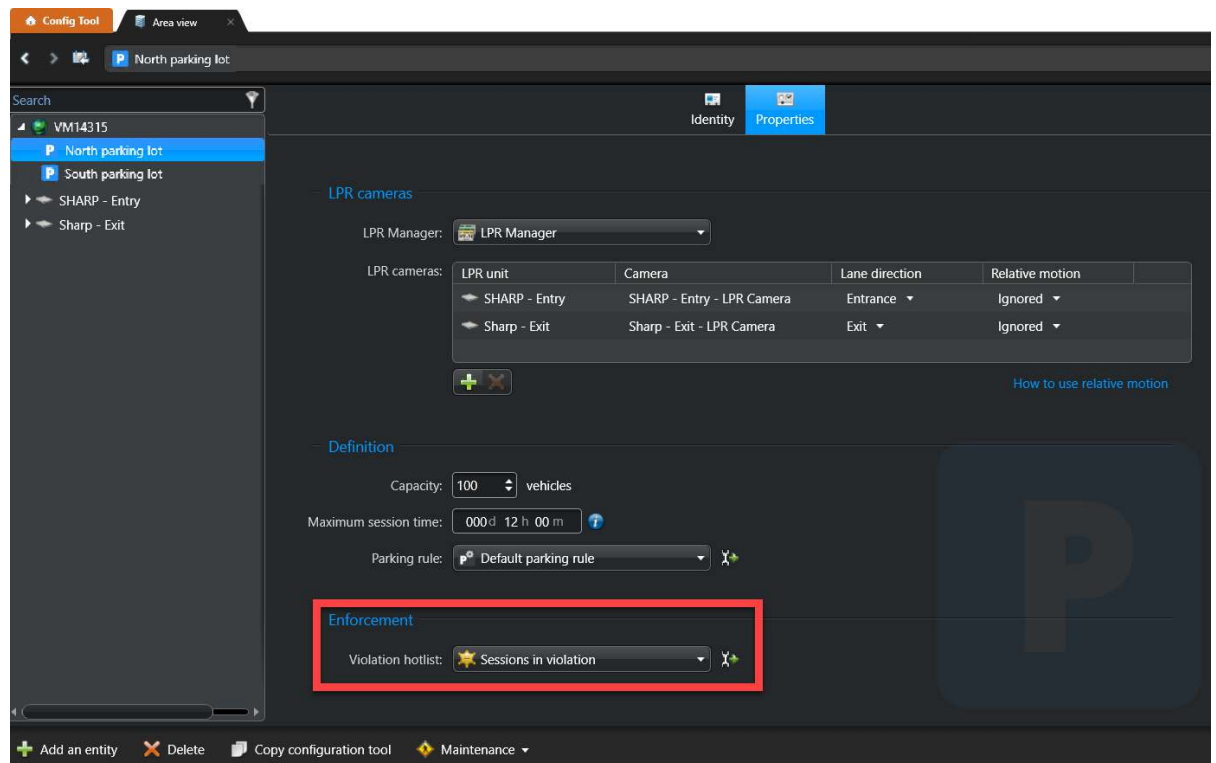 Config Tool
Area view
North parking lot
Search
VM14315
North parking lot
South parking lot
SHARP - Entry
Sharp - Exit
Identity
Properties
LPR cameras
LPR Manager: LPR Manager
LPR cameras:
LPR unit Camera Lane direction Relative motion
SHARP - Entry SHARP - Entry - LPR Camera Entrance Ignored
Sharp - Exit Sharp - Exit - LPR Camera Exit Ignored
How to use relative motion
Definition
Capacity: 100 vehicles
Maximum session time: 000d 12 h 00 m
Parking rule: Default parking rule
Enforcement
Violation hotlist: Sessions in violation
Add an entity Delete Copy configuration tool Maintenance